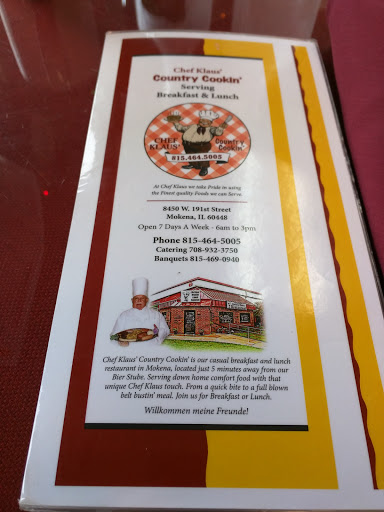 Chef Klaus'
Country Cookin'
Serving
Breakfast & Lunch
CHEF
KLAUS'
Country
Cookin'
815.464.5005
At Chef Klaus we take Pride in using
the Finest quality Foods we can Serve
8450 W. 191st Street
Mokena, IL 60448
Open 7 Days A Week - 6am to 3pm
Phone 815-464-5005
Catering 708-932-3750
Banquets 815-469-0940
Chef Klaus' Country Cookin' is our casual breakfast and lunch
restaurant in Mokena, located just 5 minutes away from our
Bier Stube. Serving down home comfort food with that
unique Chef Klaus touch. From a quick bite to a full blown
belt bustin' meal. Join us for Breakfast or Lunch.
Willkommen meine Freunde!